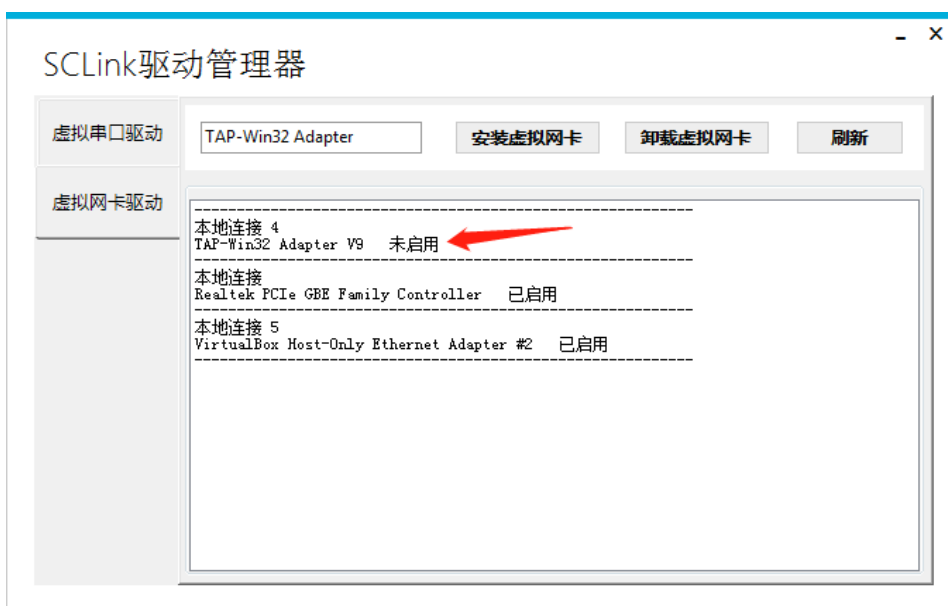 SCLink驱动管理器
虚拟串口驱动
TAP-Win32 Adapter
安装虚拟网卡
卸载虚拟网卡
刷新
虚拟网卡驱动
-----------------------------------------------------------
本地连接 4
TAP-Win32 Adapter V9 未启用
-----------------------------------------------------------
本地连接
Realtek PCIe GBE Family Controller 已启用
-----------------------------------------------------------
本地连接 5
VirtualBox Host-Only Ethernet Adapter #2 已启用
-----------------------------------------------------------